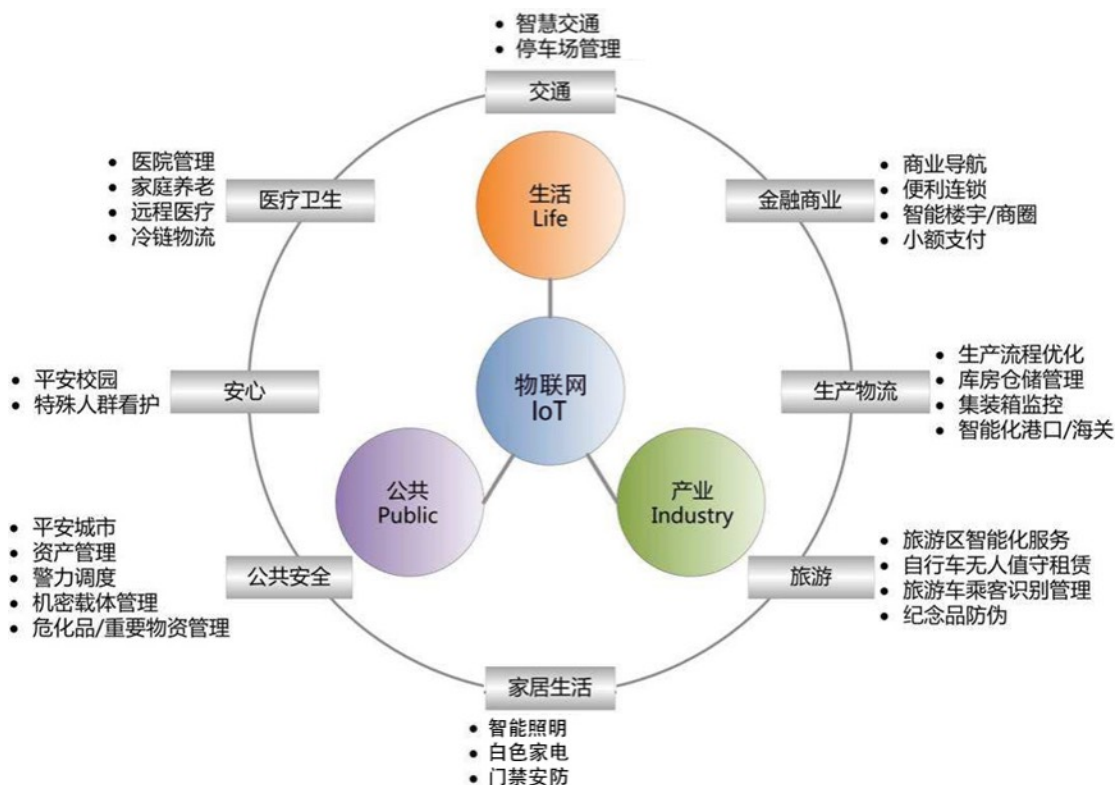 • 智慧交通
• 停车场管理
交通
• 医院管理
• 家庭养老
• 远程医疗
• 冷链物流
医疗卫生
生活
Life
金融商业
• 商业导航
• 便利连锁
• 智能楼宇/商圈
• 小额支付
• 平安校园
• 特殊人群看护
安心
物联网
IoT
生产物流
• 生产流程优化
• 库房仓储管理
• 集装箱监控
• 智能化港口/海关
公共
Public
产业
Industry
• 平安城市
• 资产管理
• 警力调度
• 机密载体管理
• 危化品/重要物资管理
公共安全
旅游
• 旅游区智能化服务
• 自行车无人值守租赁
• 旅游车乘客识别管理
• 纪念品防伪
家居生活
• 智能照明
• 白色家电
• 门禁安防